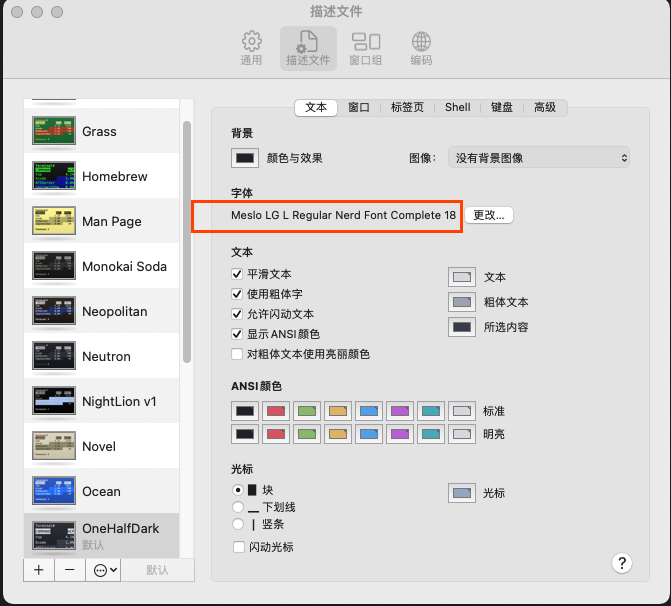 描述文件
通用
描述文件
窗口组
编码
Grass
Homebrew
Man Page
Monokai Soda
Neopolitan
Neutron
NightLion v1
Novel
Ocean
OneHalfDark
默认
+
−
默认
文本
窗口
标签页
Shell
键盘
高级
背景
颜色与效果
图像:
没有背景图像
字体
Meslo LG L Regular Nerd Font Complete 18
更改...
文本
平滑文本
使用粗体字
允许闪动文本
显示 ANSI 颜色
对粗体文本使用亮丽颜色
文本
粗体文本
所选内容
ANSI 颜色
标准
明亮
光标
块
下划线
竖条
闪动光标
光标
?